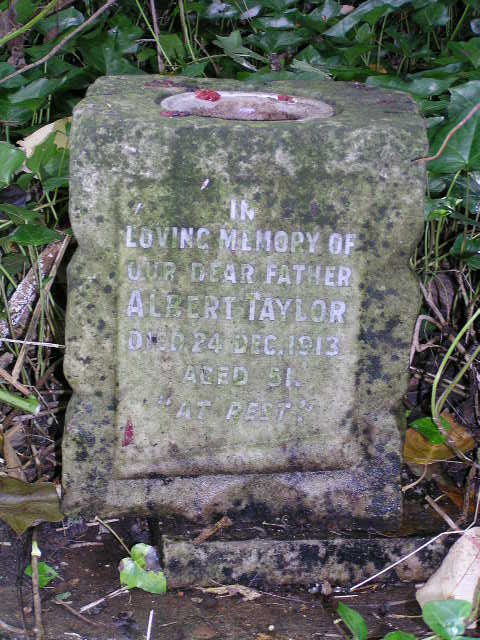 IN
LOVING MEMORY OF
OUR DEAR FATHER
ALBERT TAYLOR
DIED 24 DEC. 1913
AGED 51.
"AT REST"